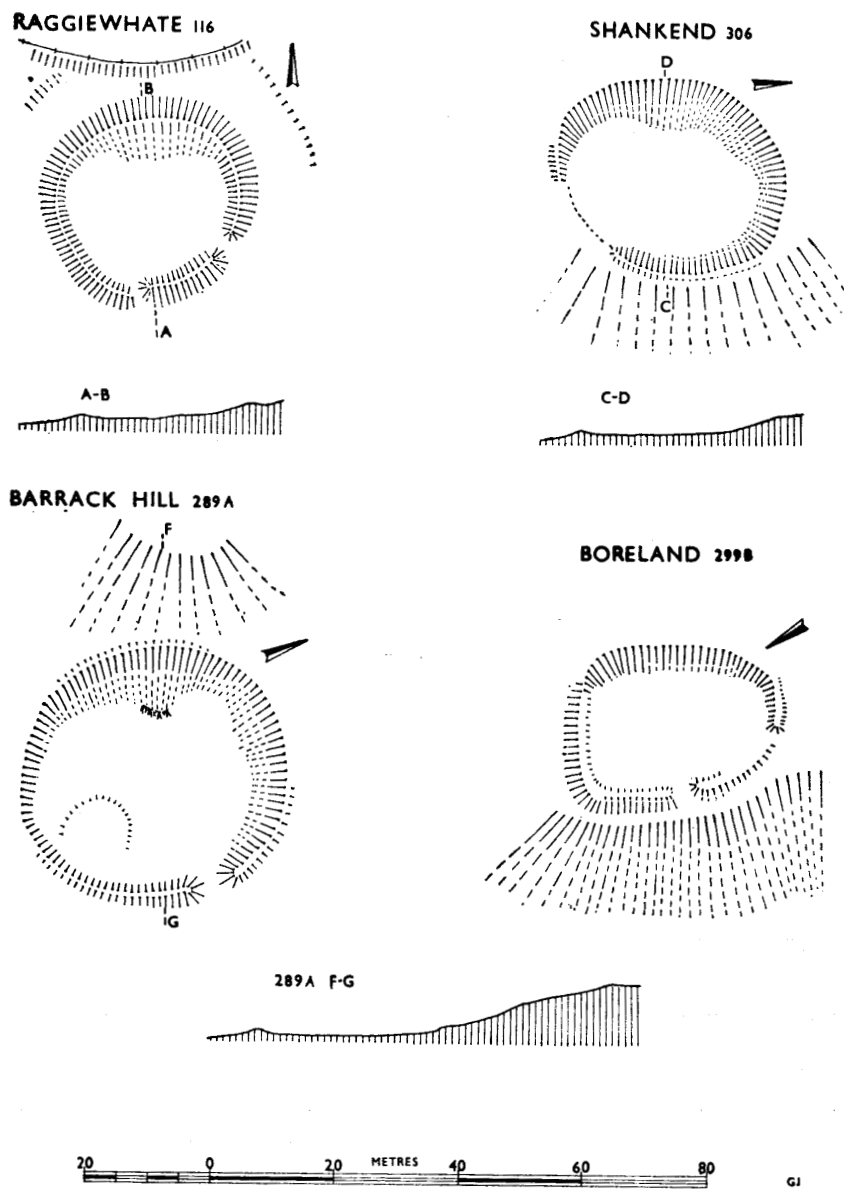 RAGGIEWHATE 116
B
A
A-B
SHANKEND 306
D
C
C-D
BARRACK HILL 289A
F
G
BORELAND 299B
289A F-G
20 0 20 METRES 40 60 80
GJ